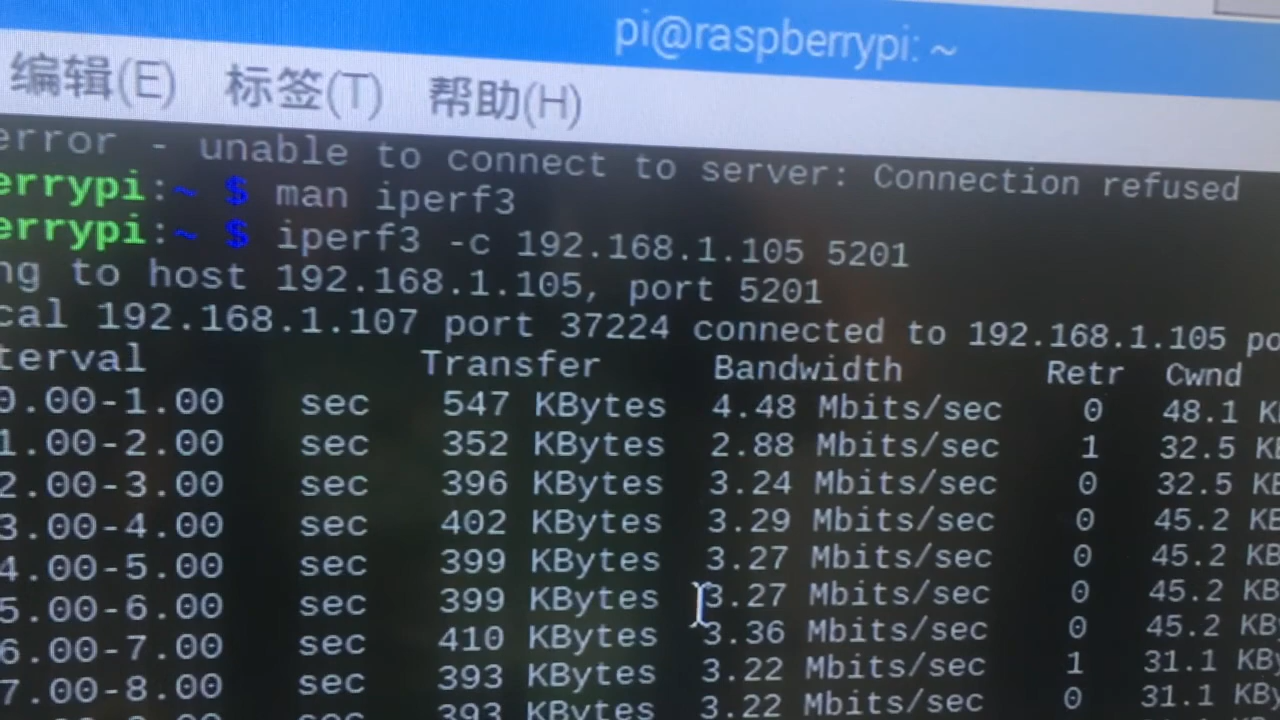 pi@raspberrypi: ~
编辑(E) 标签(T) 帮助(H)
error - unable to connect to server: Connection refused
errypi:~ $ man iperf3
errypi:~ $ iperf3 -c 192.168.1.105 5201
ng to host 192.168.1.105, port 5201
cal 192.168.1.107 port 37224 connected to 192.168.1.105 po
terval Transfer Bandwidth Retr Cwnd
0.00-1.00 sec 547 KBytes 4.48 Mbits/sec 0 48.1 K
1.00-2.00 sec 352 KBytes 2.88 Mbits/sec 1 32.5 K
2.00-3.00 sec 396 KBytes 3.24 Mbits/sec 0 32.5 KB
3.00-4.00 sec 402 KBytes 3.29 Mbits/sec 0 45.2 KB
4.00-5.00 sec 399 KBytes 3.27 Mbits/sec 0 45.2 KB
5.00-6.00 sec 399 KBytes 3.27 Mbits/sec 0 45.2 KB
6.00-7.00 sec 410 KBytes 3.36 Mbits/sec 0 45.2 KB
7.00-8.00 sec 393 KBytes 3.22 Mbits/sec 1 31.1 KBy
sec 393 KBytes 3.22 Mbits/sec 0 31.1 KBy